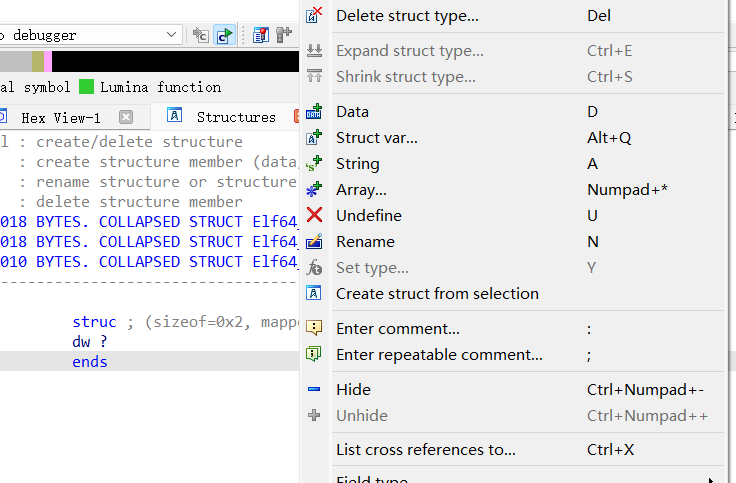 Delete struct type... Del
o debugger
Expand struct type... Ctrl+E
Shrink struct type... Ctrl+S
al symbol Lumina function
Data D
Hex View-1 Structures
Struct var... Alt+Q
l : create/delete structure
String A
: create structure member (data,
Array... Numpad+*
: rename structure or structure
: delete structure member
Undefine U
018 BYTES. COLLAPSED STRUCT Elf64_
Rename N
018 BYTES. COLLAPSED STRUCT Elf64_
010 BYTES. COLLAPSED STRUCT Elf64_
Set type... Y
--------------------------------
Create struct from selection
struc ; (sizeof=0x2, mappe
Enter comment... :
dw ?
Enter repeatable comment... ;
ends
Hide Ctrl+Numpad+-
Unhide Ctrl+Numpad++
List cross references to... Ctrl+X
Field type